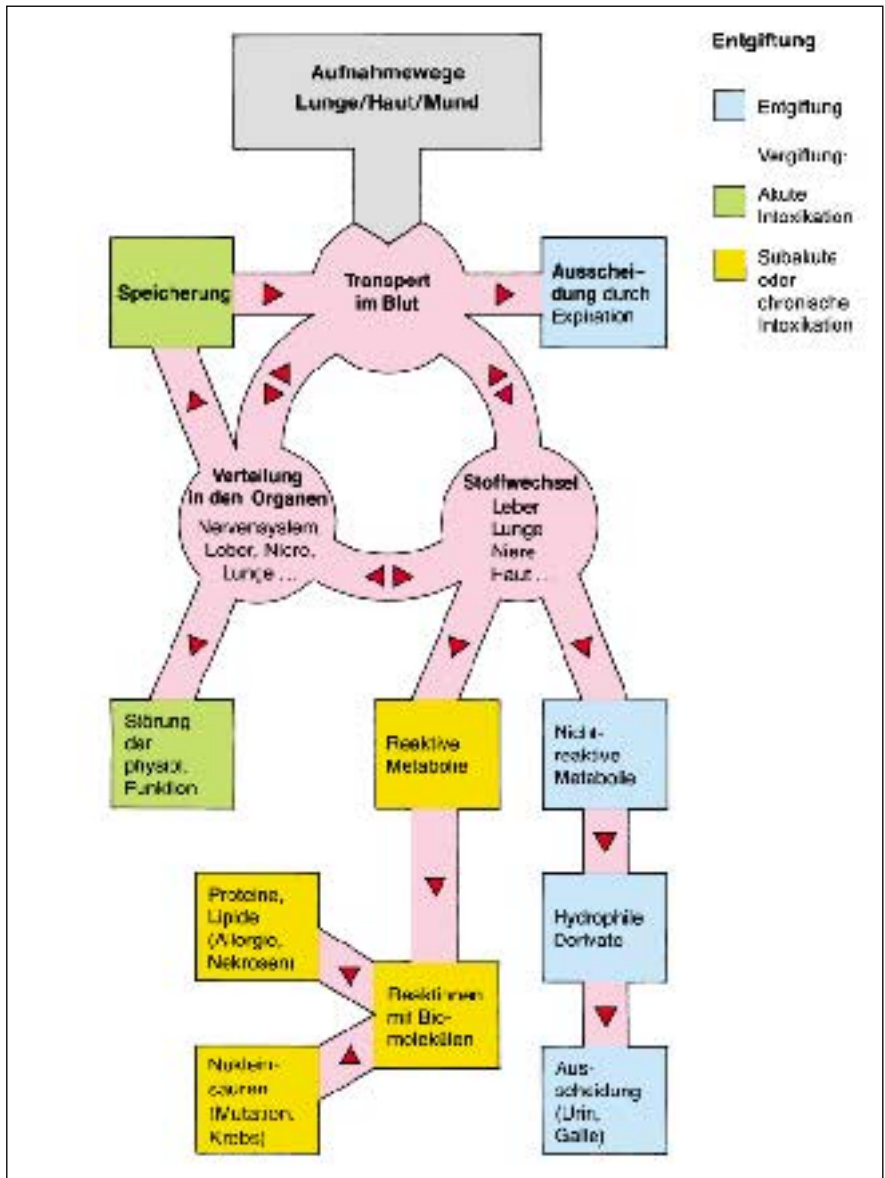 Aufnahmewege
Lunge/Haut/Mund
Entgiftung
Entgiftung
Vergiftung:
Akute
Intoxikation
Subakute
oder
chronische
Intoxikation
Speicherung
Transport
im Blut
Ausschei-
dung durch
Expiration
Verteilung
in den Organen
Nervensystem
Leber, Niere,
Lunge ...
Stoffwechsel
Leber
Lunge
Niere
Haut ...
Störung
der
physiol.
Funktion
Reaktive
Metabolie
Nicht-
reaktive
Metabolie
Proteine,
Lipide
(Allergie,
Nekrosen)
Hydrophile
Derivate
Reaktionen
mit Bio-
molekülen
Nuklein-
säuren
(Mutation,
Krebs)
Aus-
scheidung
(Urin,
Galle)